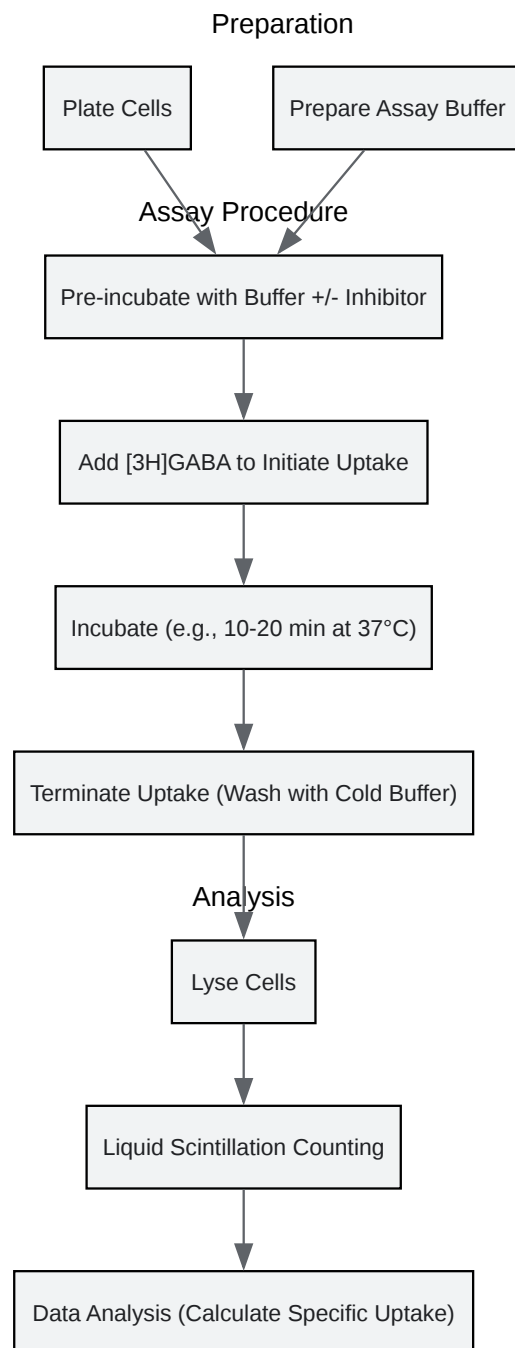 Preparation
Plate Cells
Prepare Assay Buffer
Assay Procedure
Pre-incubate with Buffer +/- Inhibitor
Add [3H]GABA to Initiate Uptake
Incubate (e.g., 10-20 min at 37°C)
Terminate Uptake (Wash with Cold Buffer)
Analysis
Lyse Cells
Liquid Scintillation Counting
Data Analysis (Calculate Specific Uptake)